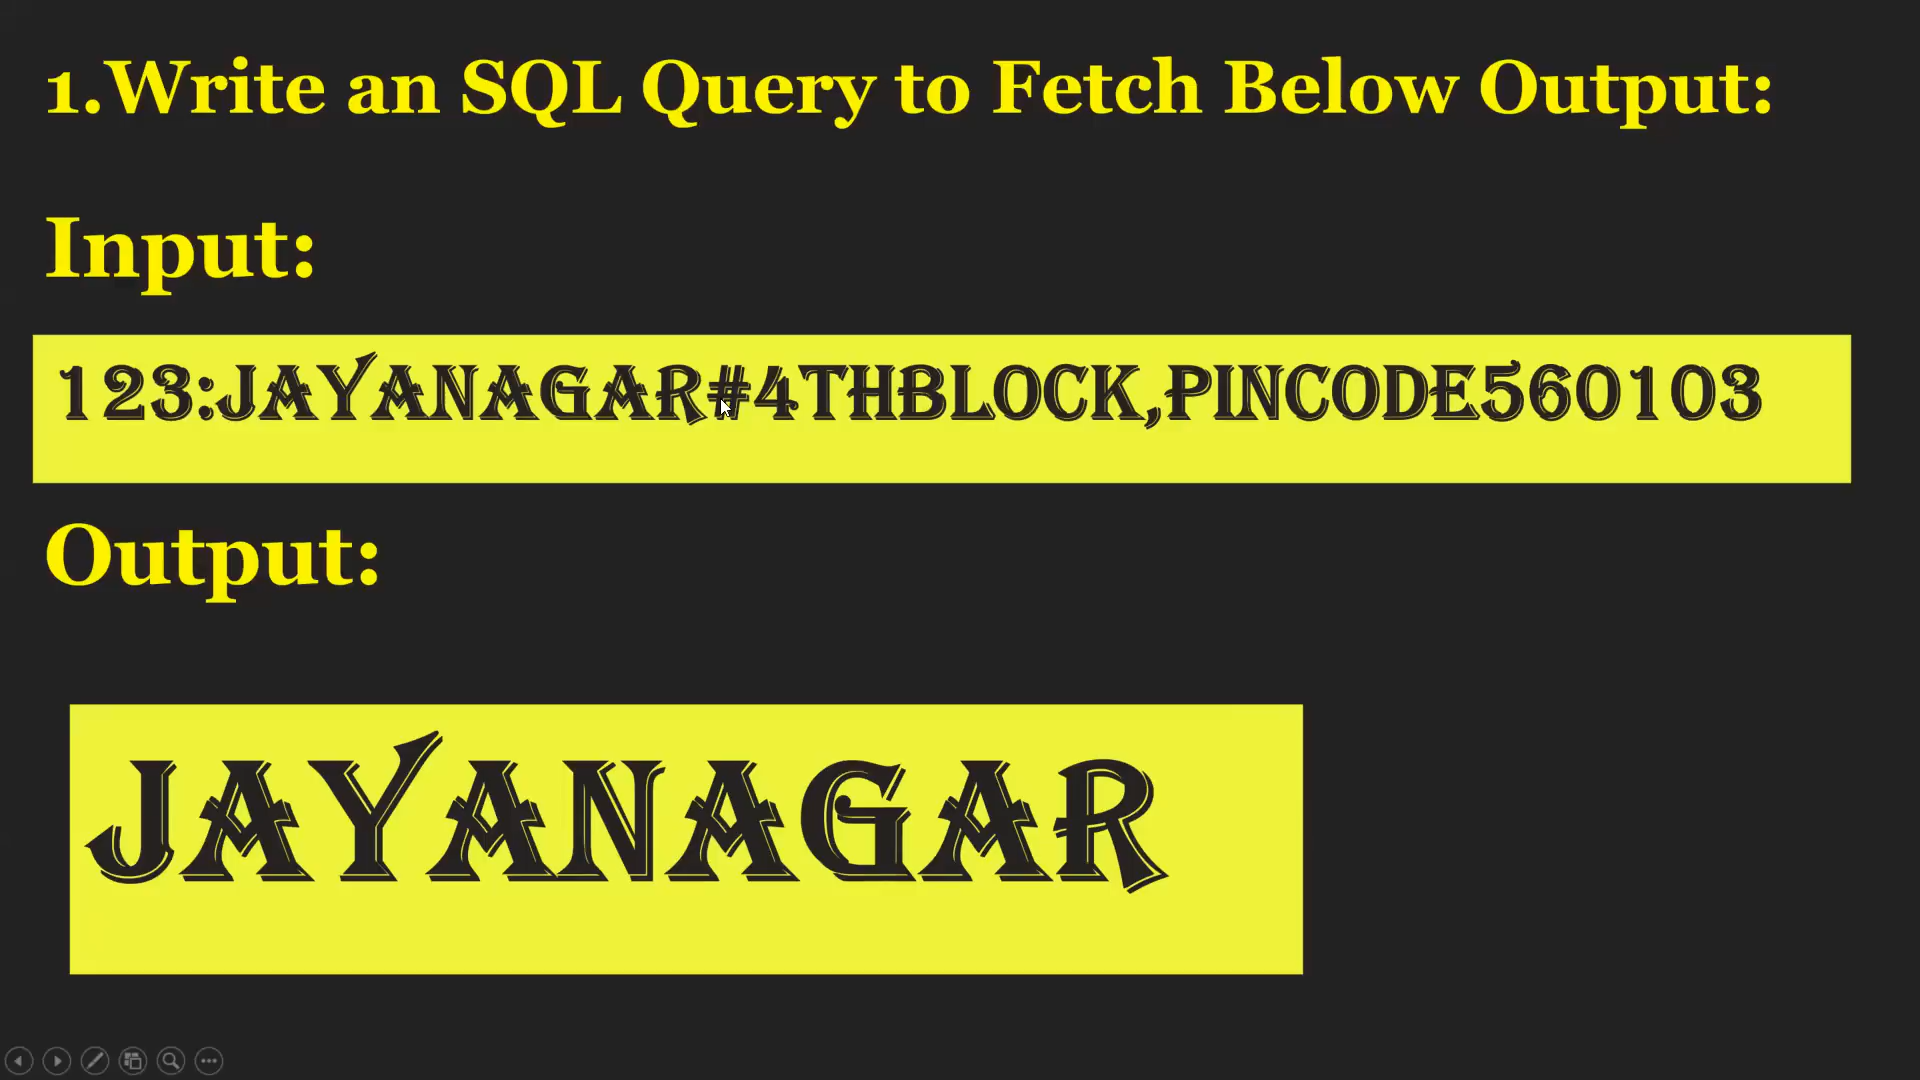 1.Write an SQL Query to Fetch Below Output:
Input:
123:JAYANAGAR#4THBLOCK,PINCODE560103
Output:
JAYANAGAR